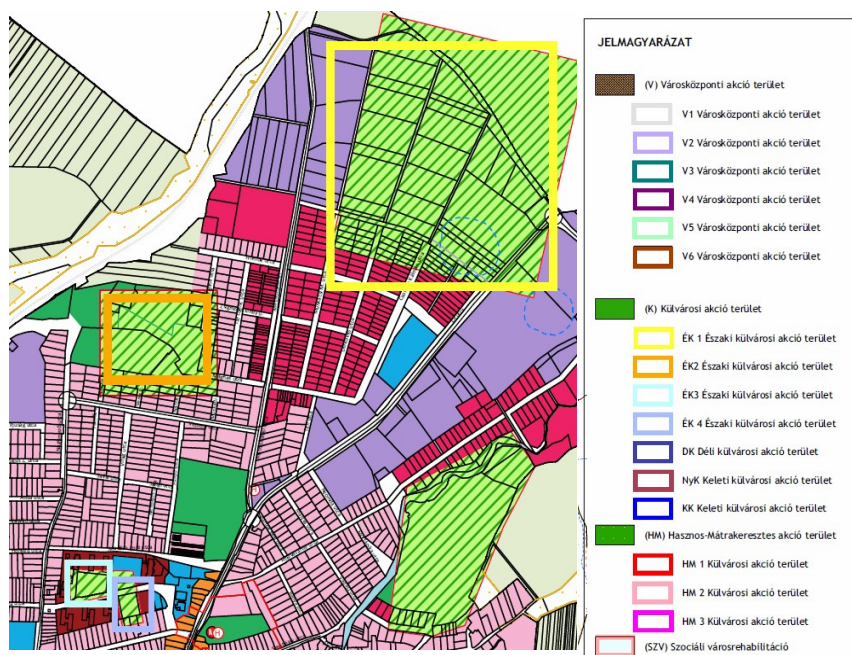 JELMAGYARÁZAT
(V) Városközponti akció terület
V1 Városközponti akció terület
V2 Városközponti akció terület
V3 Városközponti akció terület
V4 Városközponti akció terület
V5 Városközponti akció terület
V6 Városközponti akció terület
(K) Külvárosi akció terület
ÉK 1 Északi külvárosi akció terület
ÉK2 Északi külvárosi akció terület
ÉK3 Északi külvárosi akció terület
ÉK 4 Északi külvárosi akció terület
DK Déli külvárosi akció terület
NyK Keleti külvárosi akció terület
KK Keleti külvárosi akció terület
(HM) Hasznos-Mátrakeresztes akció terület
HM 1 Külvárosi akció terület
HM 2 Külvárosi akció terület
HM 3 Külvárosi akció terület
(SZV) Szociáli városrehabilitáció